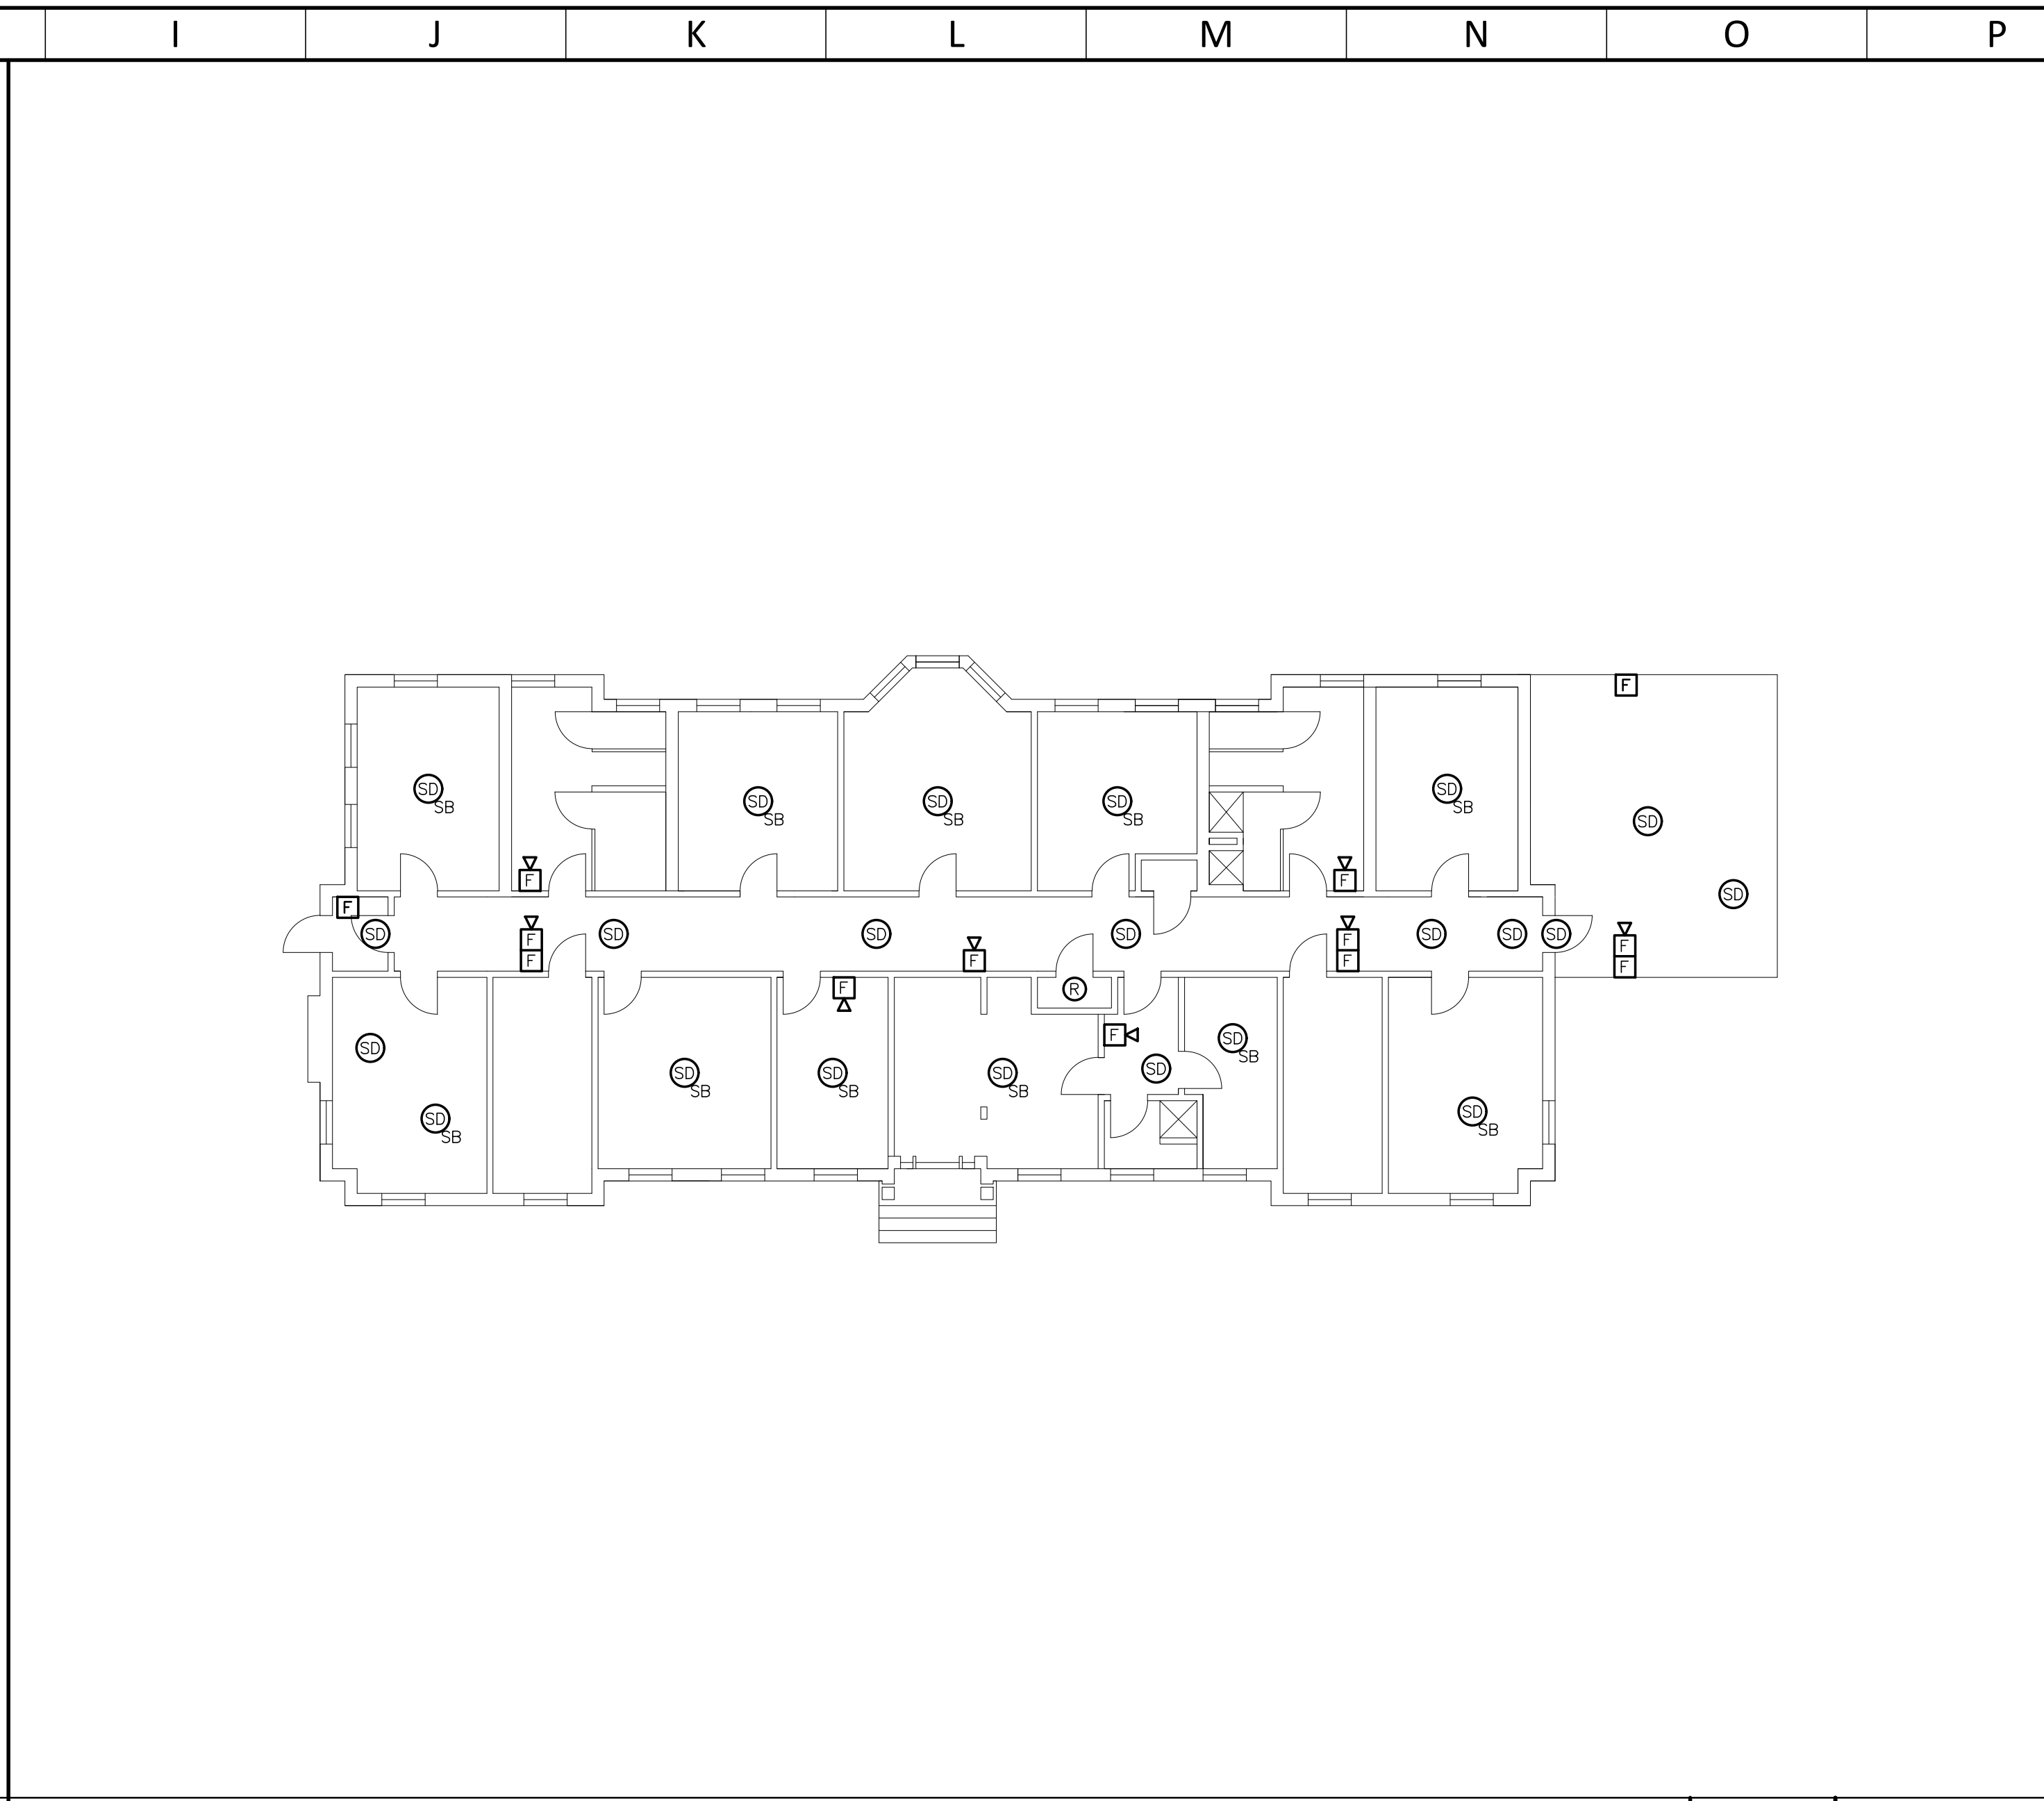 I J K L M N O P
F
SD SD
SB SB
SD SD SD
SB SB SB
SD
F F
SD
F
SD SD SD SD SD SD SD
F F F
F F F F
F R
F SD
SD SD
SD SD SD SB
SB SB SB
SD SD
SB SB